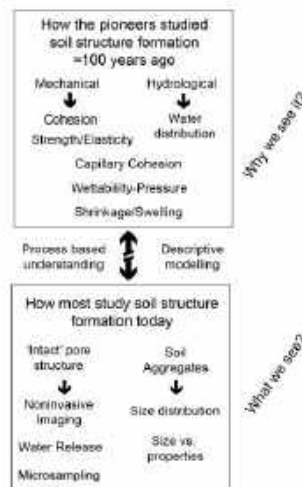 How the pioneers studied
soil structure formation
≈100 years ago
Mechanical
Hydrological
Cohesion
Strength/Elasticity
Water
distribution
Capillary Cohesion
Wettability-Pressure
Shrinkage/Swelling
Why we see it?
Process based
understanding
Descriptive
modelling
How most study soil structure
formation today
"Intact" pore
structure
Soil
Aggregates
Noninvasive
Imaging
Size distribution
Water Release
Size vs.
properties
Microsampling
What we see?